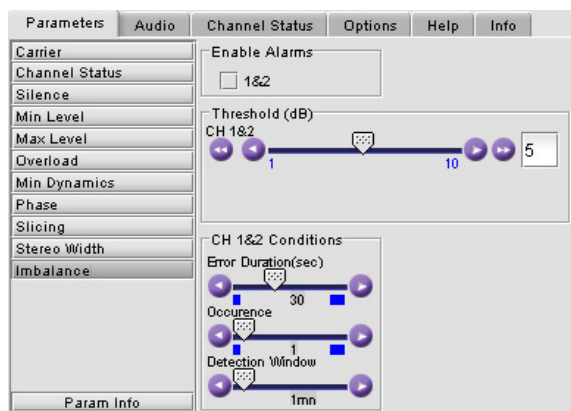 Parameters Audio Channel Status Options Help Info
Carrier
Channel Status
Silence
Min Level
Max Level
Overload
Min Dynamics
Phase
Slicing
Stereo Width
Imbalance
Param Info
Enable Alarms
1&2
Threshold (dB)
CH 1&2
1 10 5
CH 1&2 Conditions
Error Duration(sec)
30
Occurence
1
Detection Window
1mn